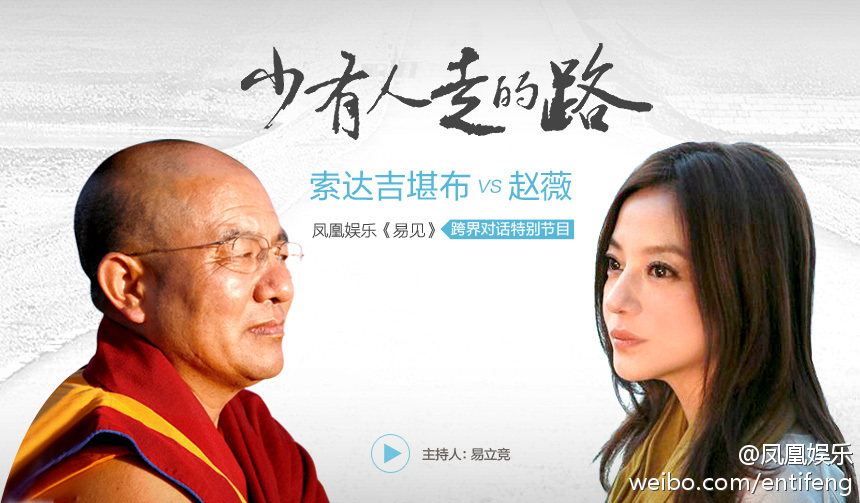 少有人走的路
索达吉堪布 VS 赵薇
凤凰娱乐《易见》 跨界对话特别节目
主持人：易立竞
@凤凰娱乐
weibo.com/entifeng